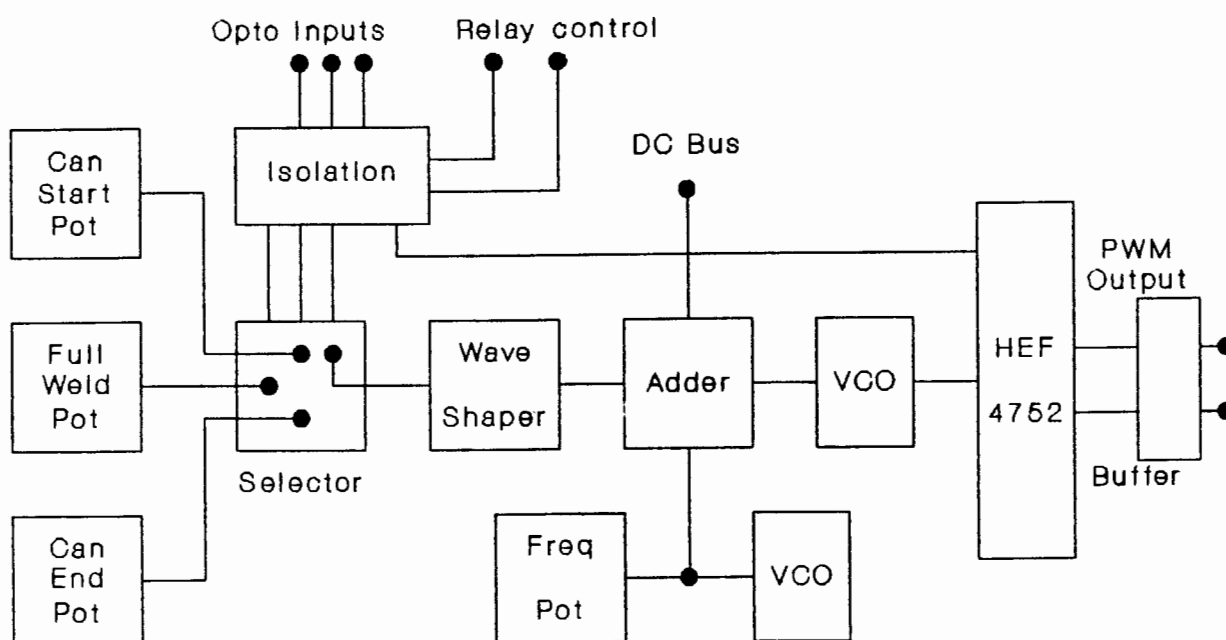 Opto Inputs
Relay control
DC Bus
Can
Start
Pot
Isolation
PWM
Output
Full
Weld
Pot
Wave
Shaper
Adder
VCO
HEF
4752
Selector
Buffer
Can
End
Pot
Freq
Pot
VCO